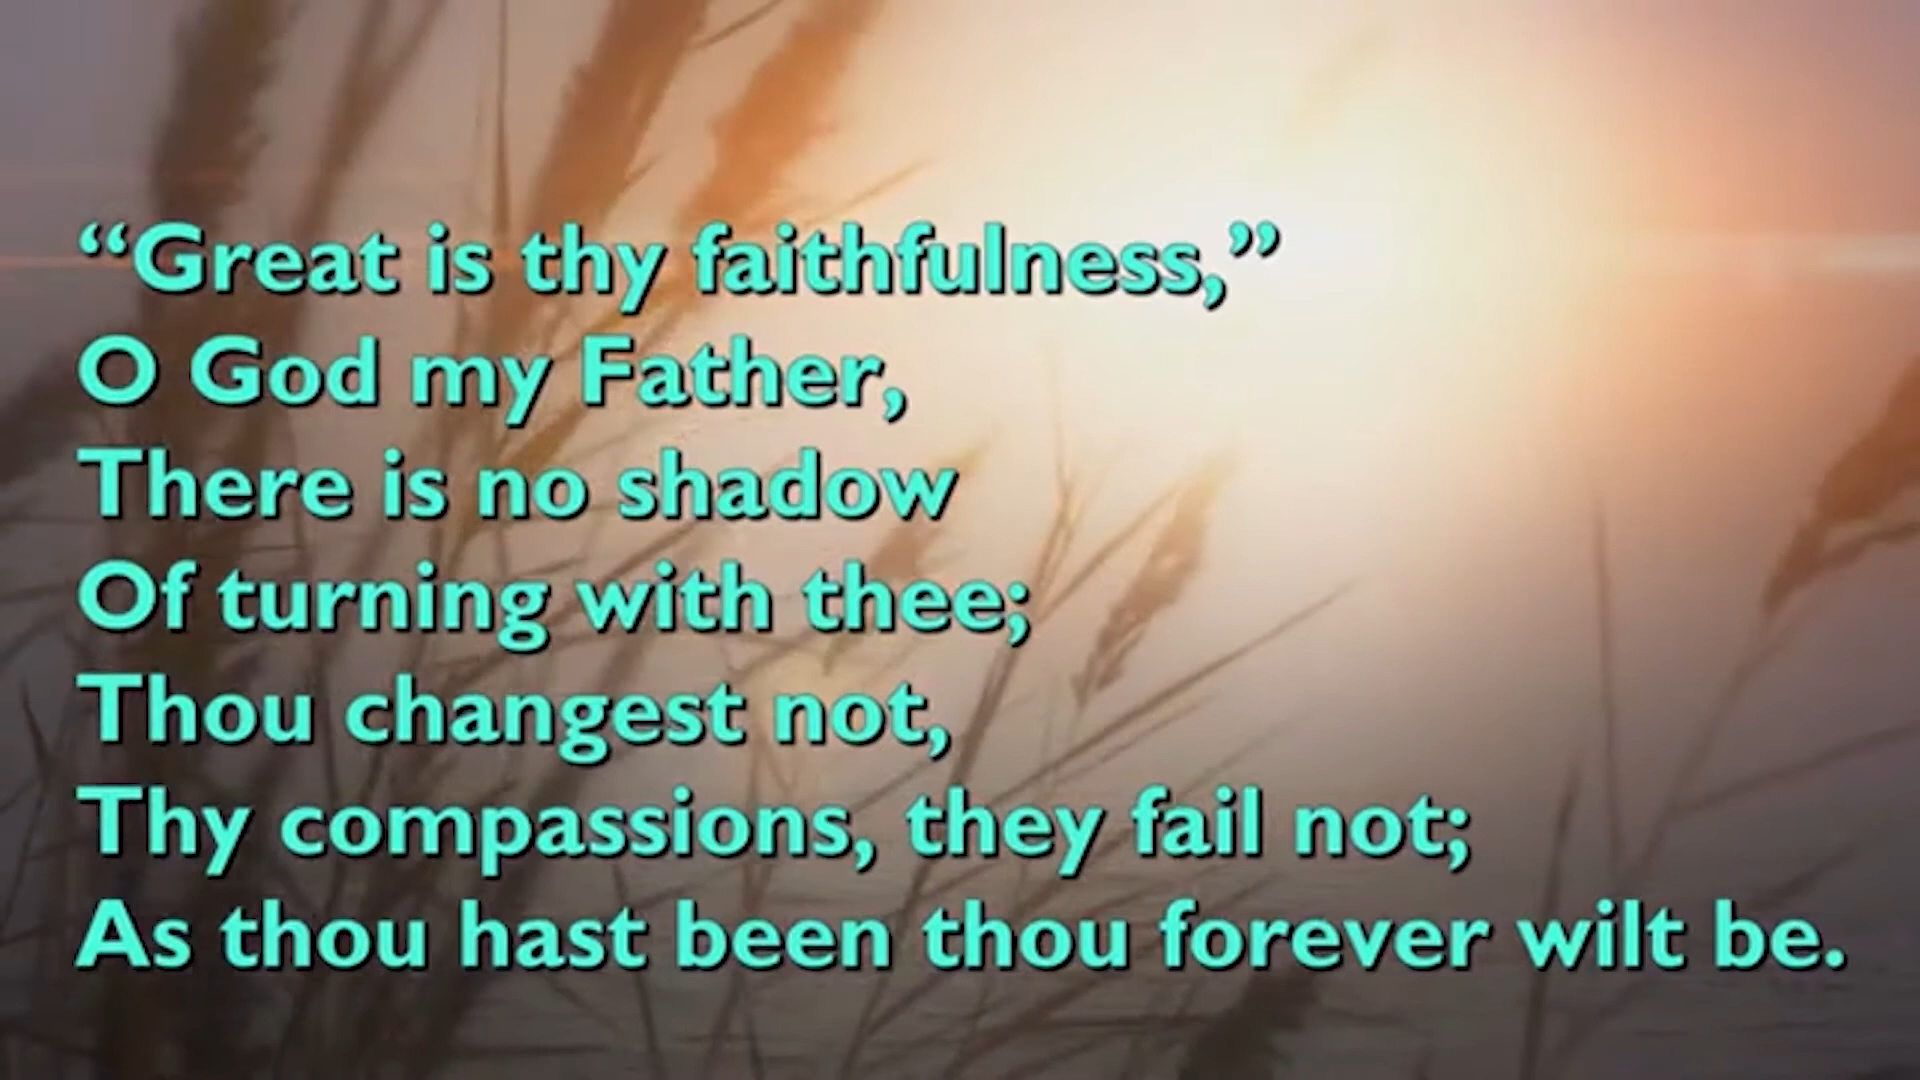 “Great is thy faithfulness,”
O God my Father,
There is no shadow
Of turning with thee;
Thou changest not,
Thy compassions, they fail not;
As thou hast been thou forever wilt be.